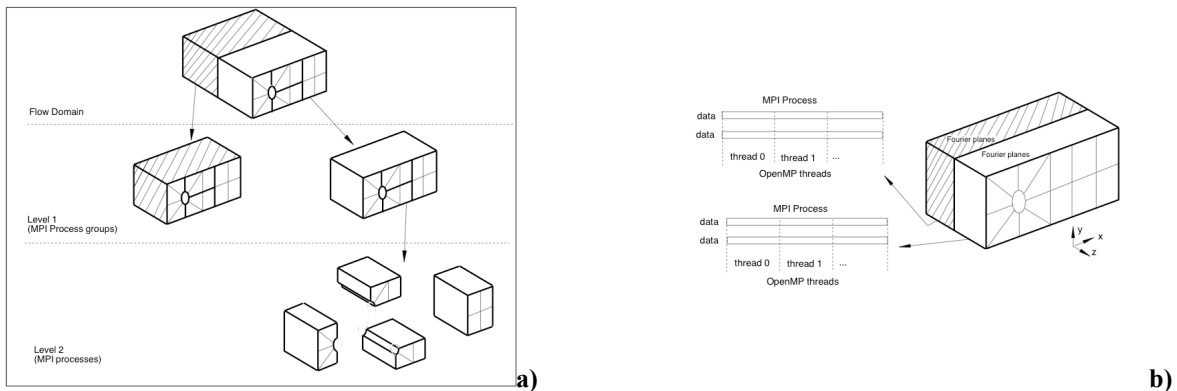 Flow Domain
Level 1
(MPI Process groups)
Level 2
(MPI processes)
a)
MPI Process
data
data
thread 0 thread 1 ...
OpenMP threads
MPI Process
data
data
thread 0 thread 1 ...
OpenMP threads
Fourier planes
Fourier planes
y
x
z
b)